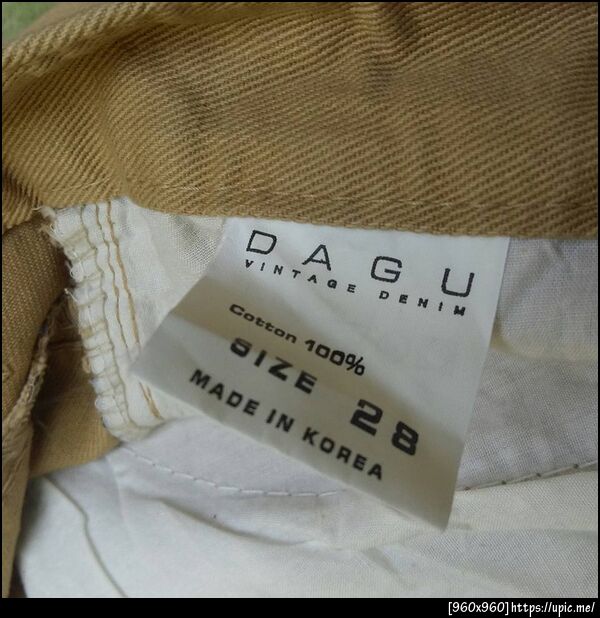 DAGU
VINTAGE DENIM
Cotton 100%
SIZE 28
MADE IN KOREA
[960x960]https://upic.me/